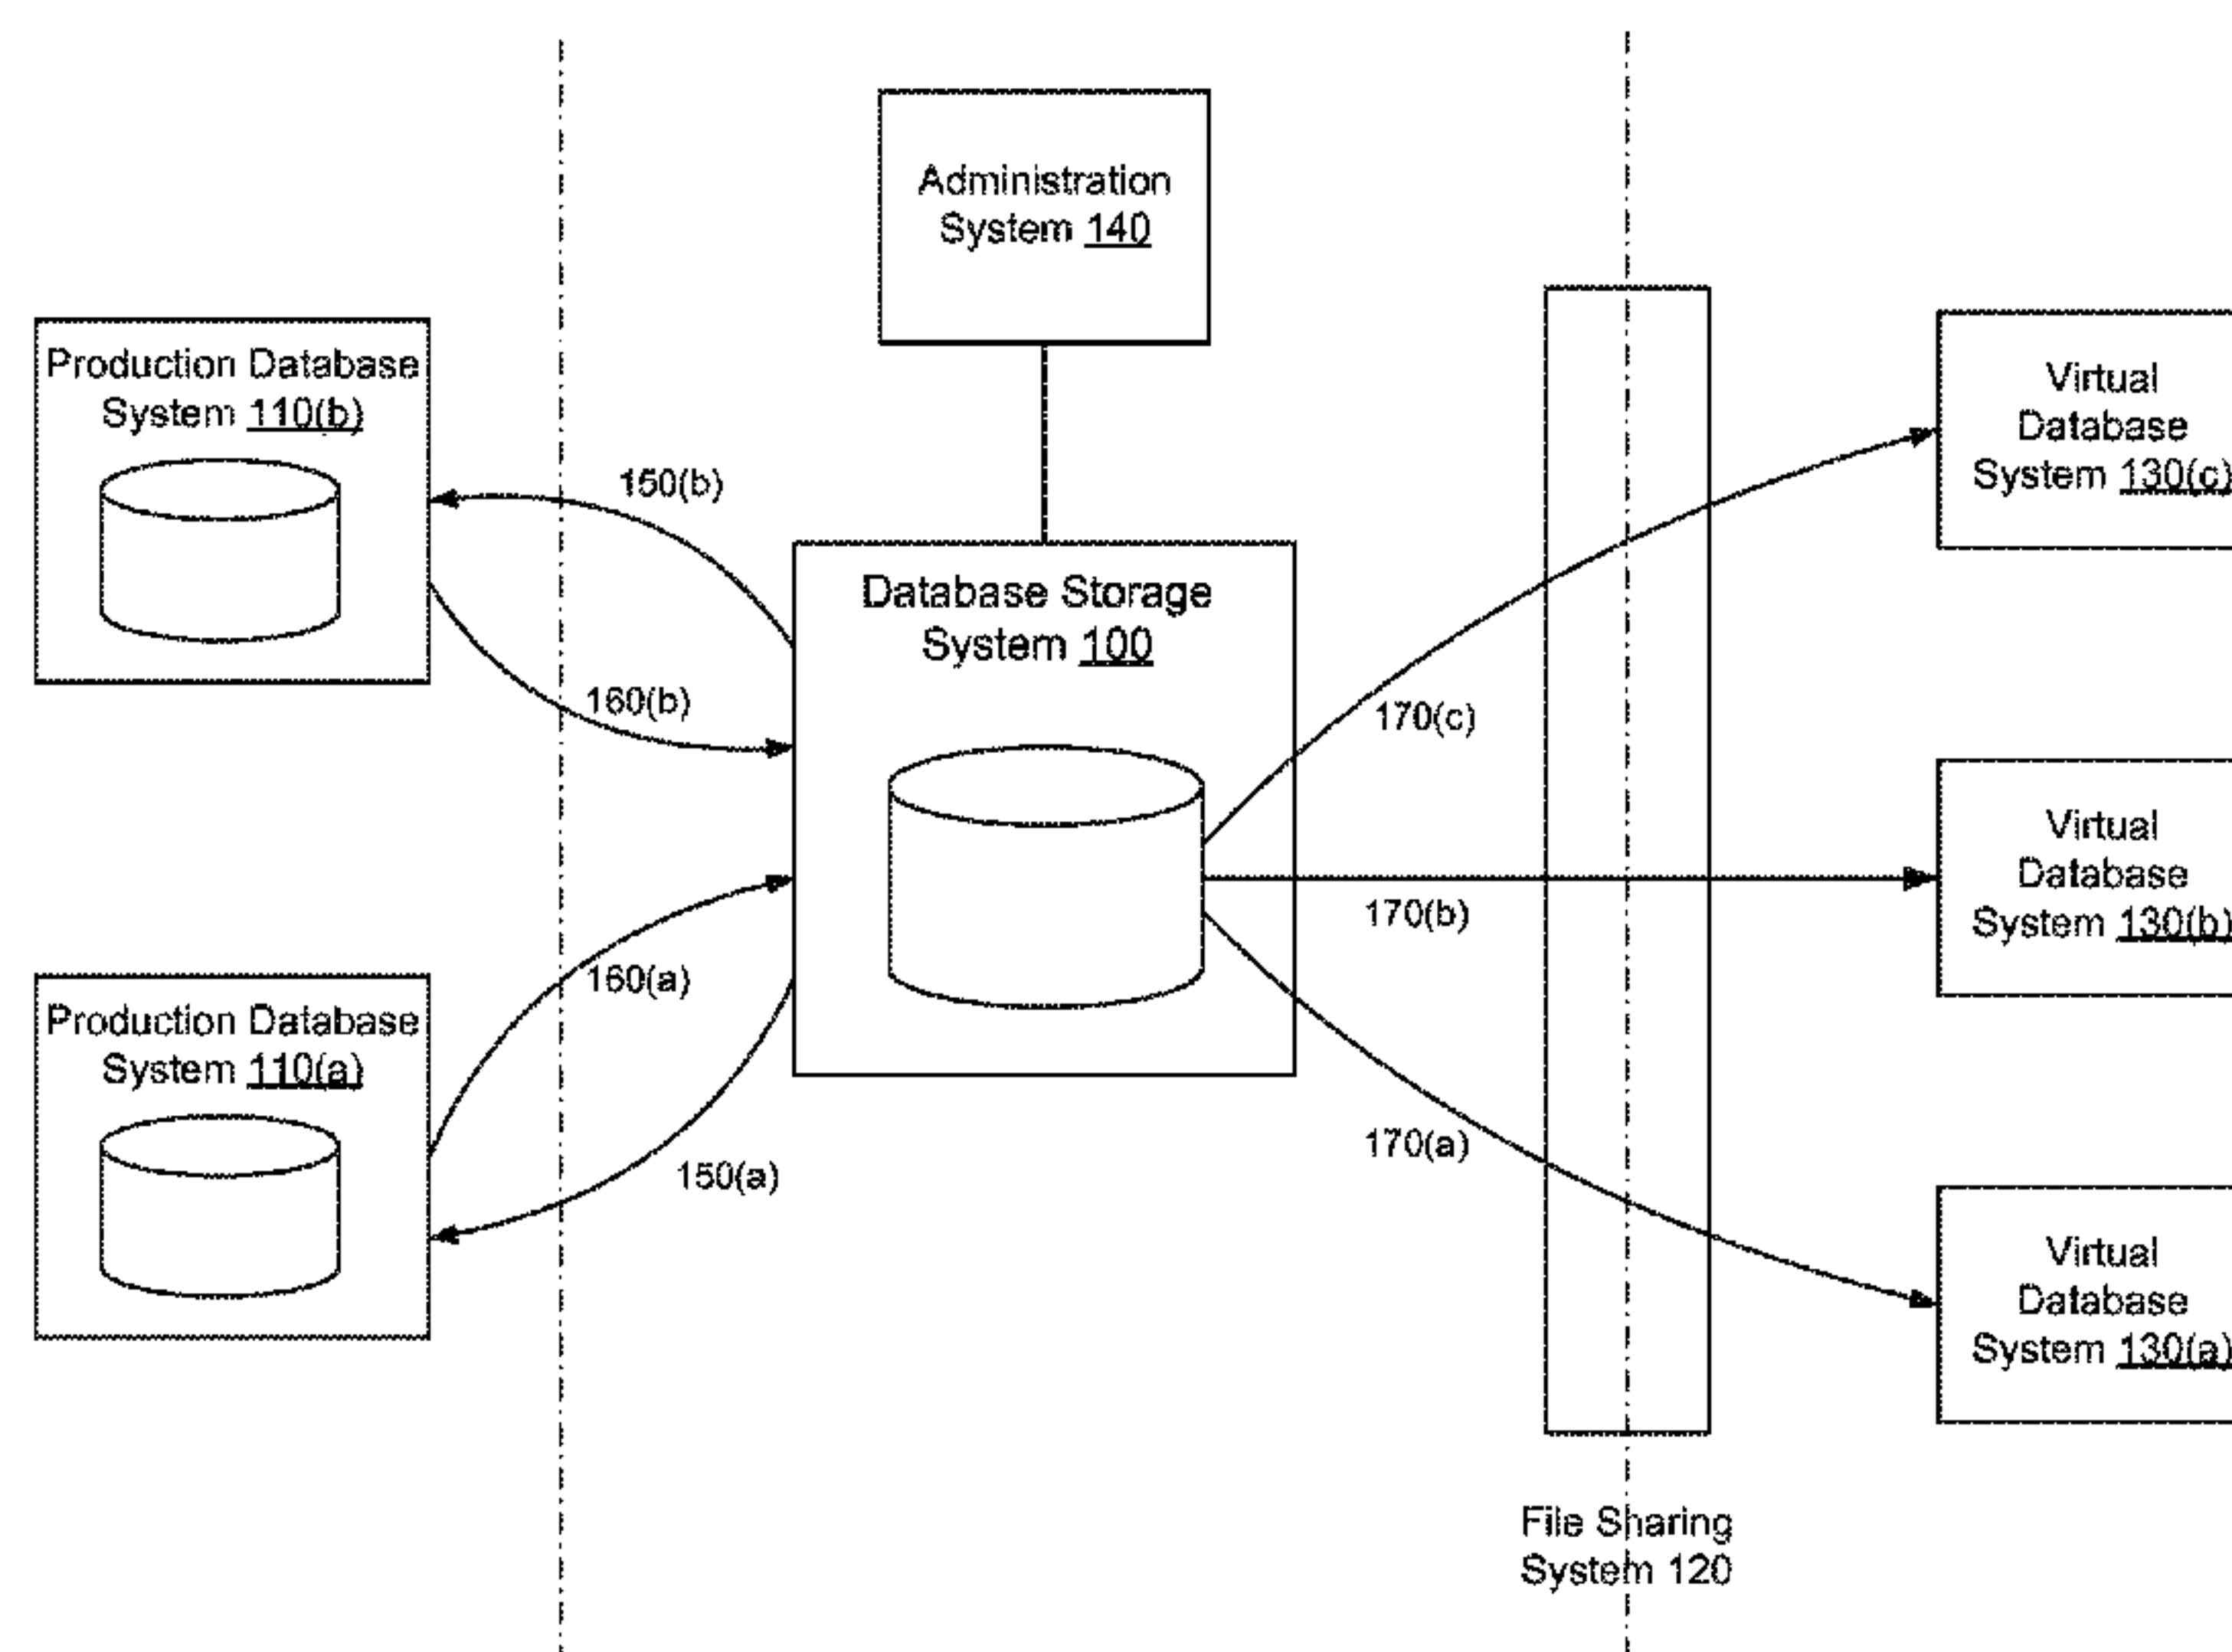 Administration
System 140
Production Database
System 110(b)
150(b)
160(b)
Database Storage
System 100
Production Database
System 110(a)
160(a)
150(a)
170(c)
170(b)
170(a)
Virtual
Database
System 130(c)
Virtual
Database
System 130(b)
Virtual
Database
System 130(a)
File Sharing
System 120